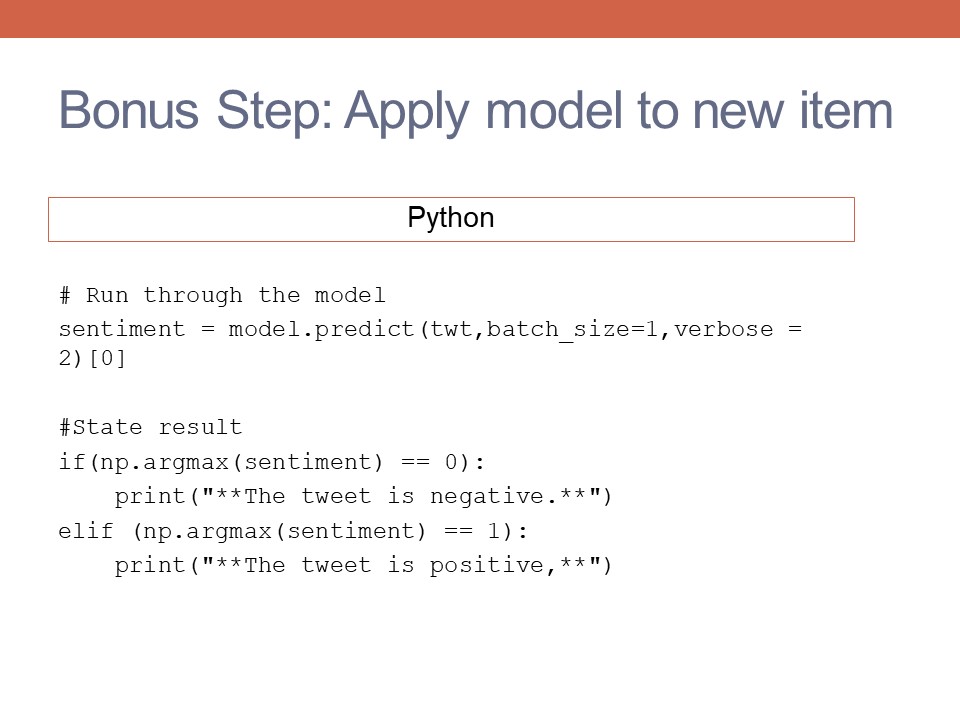 Bonus Step: Apply model to new item
Python
# Run through the model
sentiment = model.predict(twt,batch_size=1,verbose =
2)[0]
#State result
if(np.argmax(sentiment) == 0):
    print("**The tweet is negative.**")
elif (np.argmax(sentiment) == 1):
    print("**The tweet is positive,**")